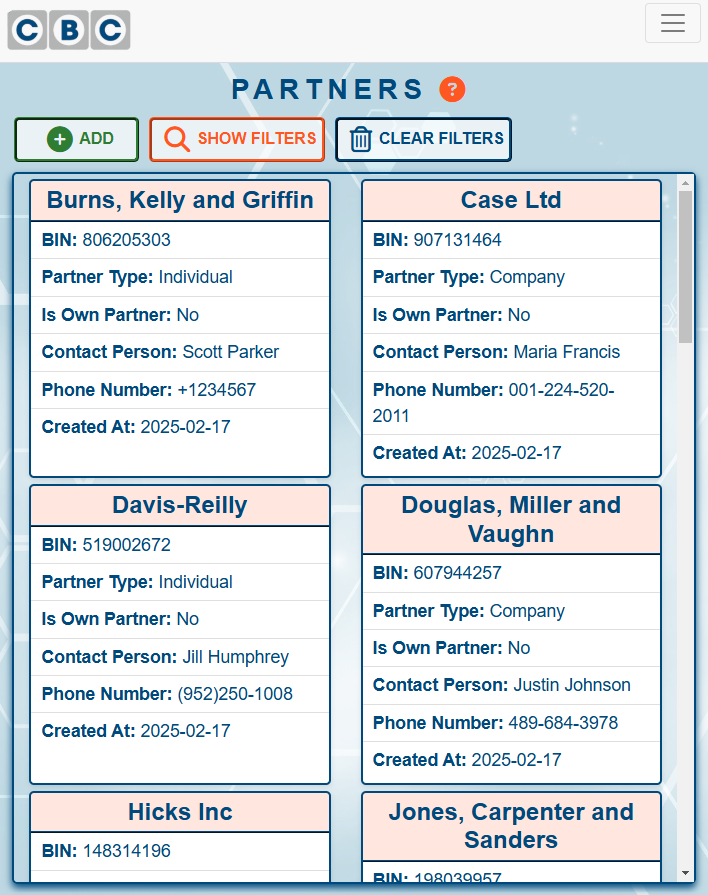 CBC
PARTNERS ?
ADD
SHOW FILTERS
CLEAR FILTERS
Burns, Kelly and Griffin
BIN: 806205303
Partner Type: Individual
Is Own Partner: No
Contact Person: Scott Parker
Phone Number: +1234567
Created At: 2025-02-17
Case Ltd
BIN: 907131464
Partner Type: Company
Is Own Partner: No
Contact Person: Maria Francis
Phone Number: 001-224-520-
2011
Created At: 2025-02-17
Davis-Reilly
BIN: 519002672
Partner Type: Individual
Is Own Partner: No
Contact Person: Jill Humphrey
Phone Number: (952)250-1008
Created At: 2025-02-17
Douglas, Miller and
Vaughn
BIN: 607944257
Partner Type: Company
Is Own Partner: No
Contact Person: Justin Johnson
Phone Number: 489-684-3978
Created At: 2025-02-17
Hicks Inc
BIN: 148314196
Jones, Carpenter and
Sanders
BIN: 198039957